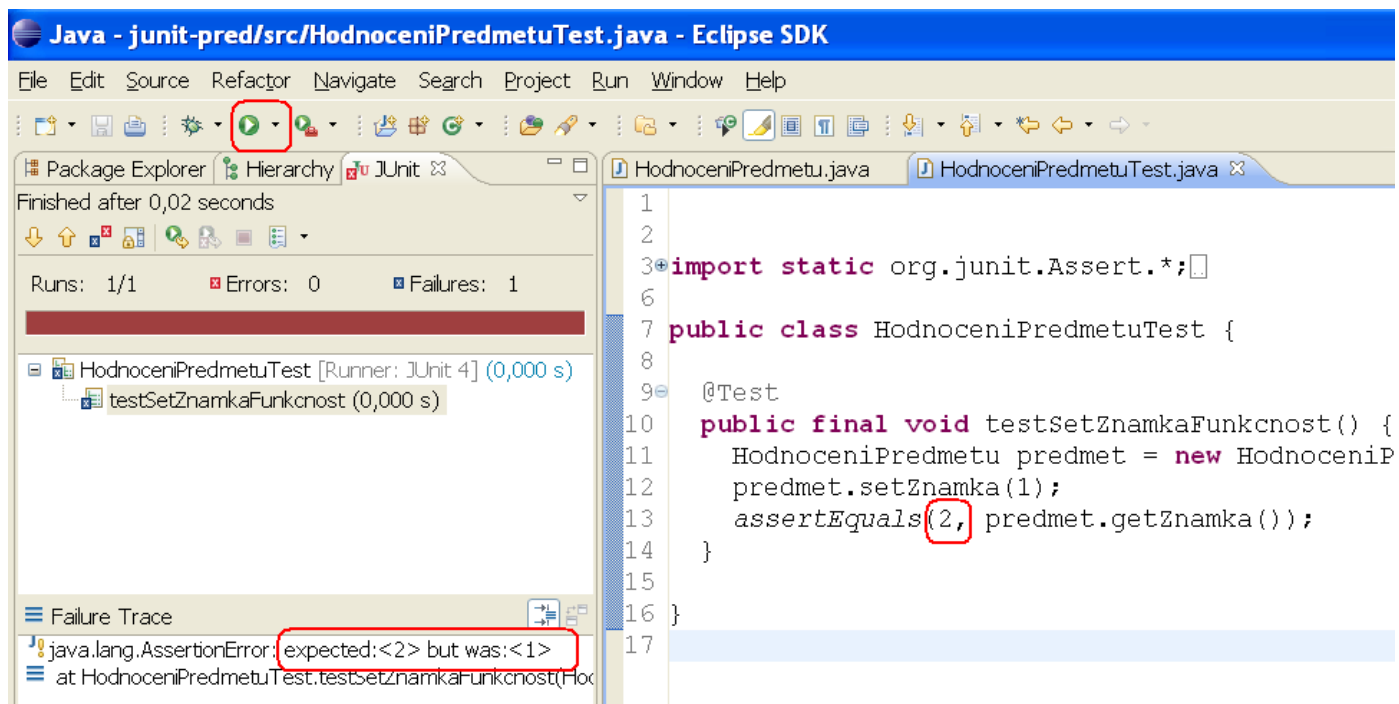 Java - junit-pred/src/HodnoceniPredmetuTest.java - Eclipse SDK
File Edit Source Refactor Navigate Search Project Run Window Help
Package Explorer Hierarchy JUnit
Finished after 0,02 seconds
Runs: 1/1 Errors: 0 Failures: 1
HodnoceniPredmetuTest [Runner: JUnit 4] (0,000 s)
testSetZnamkaFunkcnost (0,000 s)
Failure Trace
java.lang.AssertionError: expected:<2> but was:<1>
at HodnoceniPredmetuTest.testSetZnamkaFunkcnost(Hod
HodnoceniPredmetu.java HodnoceniPredmetuTest.java
1
2
3 import static org.junit.Assert.*;
6
7 public class HodnoceniPredmetuTest {
8
9 @Test
10 public final void testSetZnamkaFunkcnost() {
11 HodnoceniPredmetu predmet = new HodnoceniP
12 predmet.setZnamka(1);
13 assertEquals(2, predmet.getZnamka());
14 }
15
16 }
17